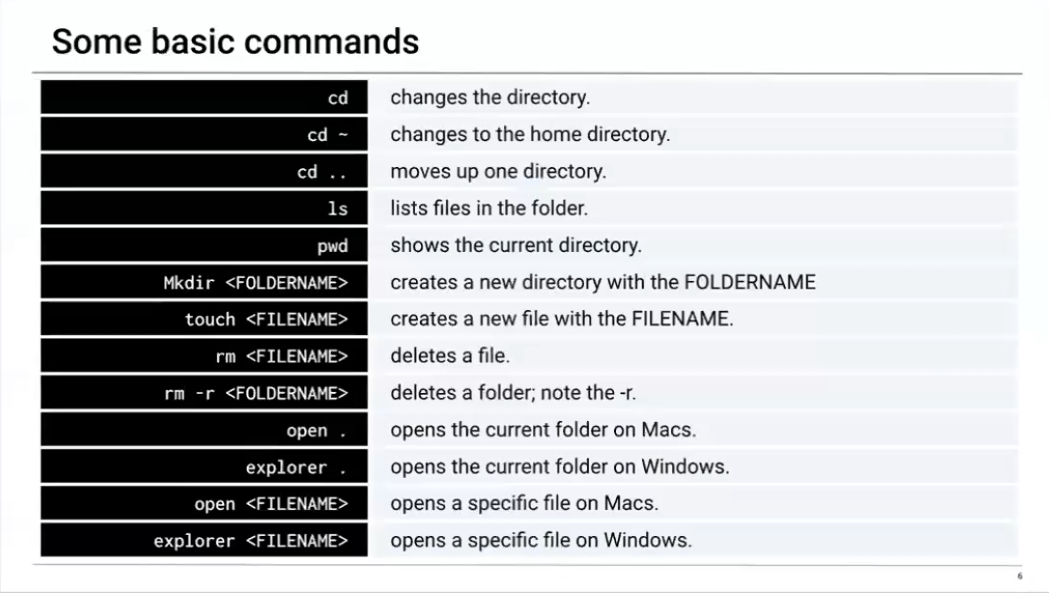 Some basic commands
cd changes the directory.
cd ~ changes to the home directory.
cd .. moves up one directory.
ls lists files in the folder.
pwd shows the current directory.
Mkdir <FOLDERNAME> creates a new directory with the FOLDERNAME
touch <FILENAME> creates a new file with the FILENAME.
rm <FILENAME> deletes a file.
rm -r <FOLDERNAME> deletes a folder; note the -r.
open . opens the current folder on Macs.
explorer . opens the current folder on Windows.
open <FILENAME> opens a specific file on Macs.
explorer <FILENAME> opens a specific file on Windows.
6